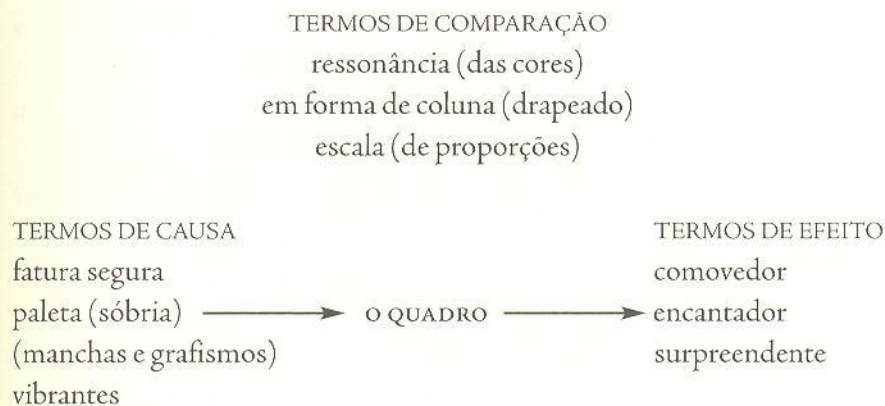 TERMOS DE COMPARAÇÃO
ressonância (das cores)
em forma de coluna (drapeado)
escala (de proporções)
TERMOS DE CAUSA
fatura segura
paleta (sóbria)
(manchas e grafismos)
vibrantes
O QUADRO
TERMOS DE EFEITO
comovedor
encantador
surpreendente